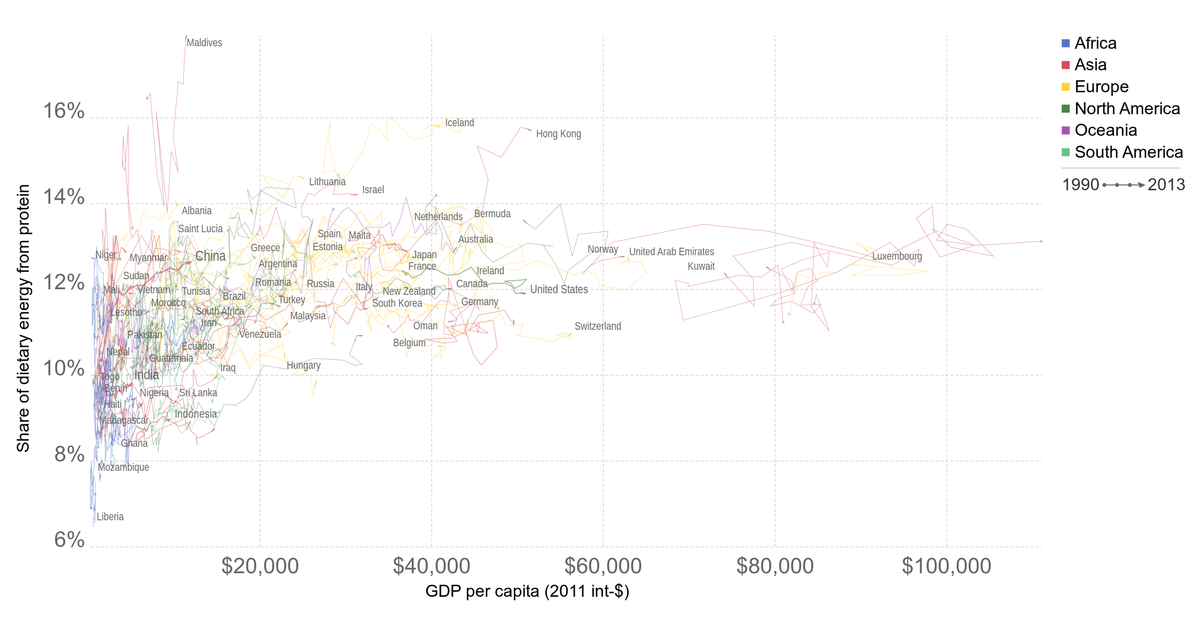 Maldives
Africa
Asia
Europe
North America
Oceania
South America
1990 2013
16%
14%
12%
10%
8%
6%
Share of dietary energy from protein
Iceland
Hong Kong
Lithuania
Israel
Albania
Saint Lucia
Netherlands
Bermuda
Spain
Malta
Australia
Niger
Myanmar
China
Greece
Estonia
Japan
Norway
United Arab Emirates
Luxembourg
Argentina
France
Kuwait
Sudan
Ireland
Mali
Vietnam
Tunisia
Romania
Russia
Italy
New Zealand
Canada
United States
Morocco
Brazil
Turkey
South Korea
Germany
Lesotho
South Africa
Iran
Malaysia
Oman
Switzerland
Pakistan
Venezuela
Belgium
Nepal
Ecuador
Guatemala
Iraq
Hungary
Togo
India
Benin
Nigeria
Sri Lanka
Haiti
Indonesia
Madagascar
Ghana
Mozambique
Liberia
$20,000
$40,000
$60,000
$80,000
$100,000
GDP per capita (2011 int-$)